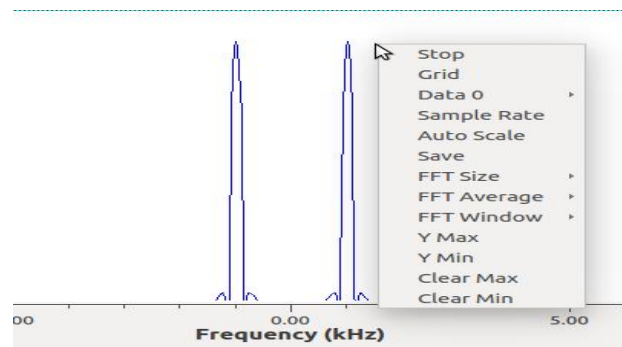 Stop
Grid
Data 0
Sample Rate
Auto Scale
Save
FFT Size
FFT Average
FFT Window
Y Max
Y Min
Clear Max
Clear Min
00 0.00 5.00
Frequency (kHz)